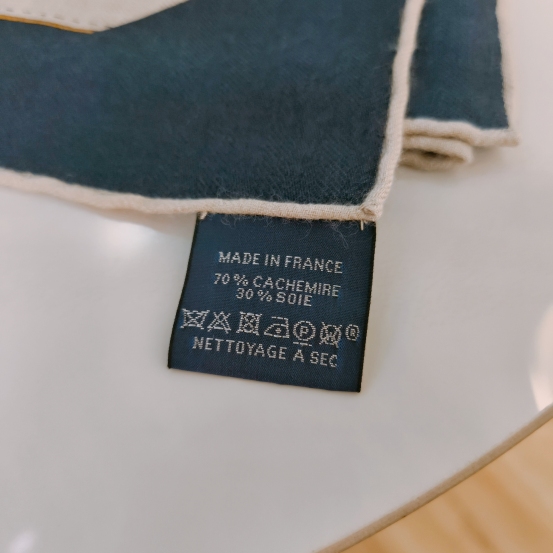 MADE IN FRANCE
70 % CACHEMIRE
30 % SOIE
P W ®
NETTOYAGE A SEC